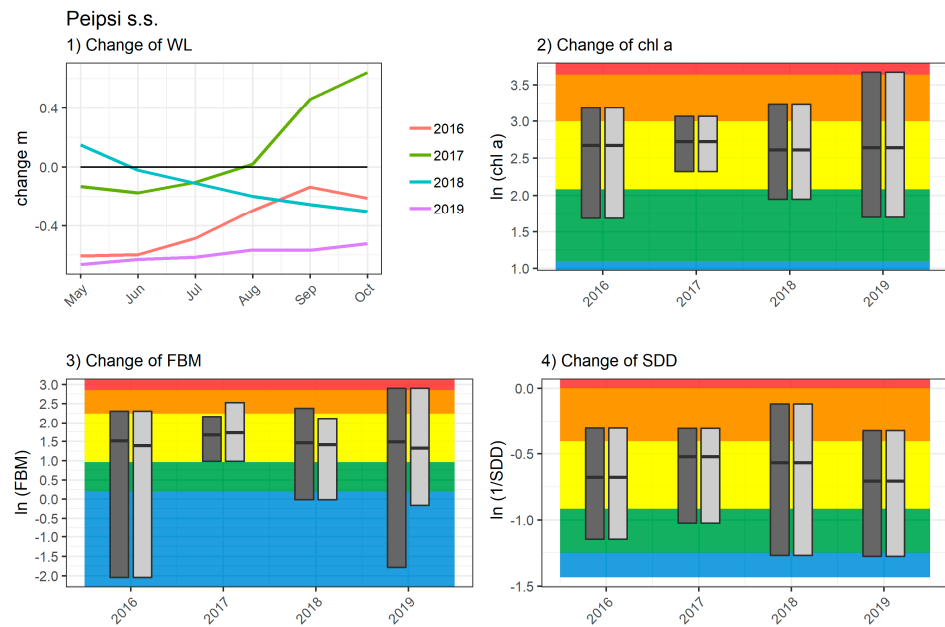 Peipsi s.s.
1) Change of WL
change m
0.4
0.0
-0.4
May
Jun
Jul
Aug
Sep
Oct
2016
2017
2018
2019
2) Change of chl a
ln (chl a)
3.5
3.0
2.5
2.0
1.5
1.0
2016
2017
2018
2019
3) Change of FBM
ln (FBM)
3.0
2.5
2.0
1.5
1.0
0.5
0.0
-0.5
-1.0
-1.5
-2.0
2016
2017
2018
2019
4) Change of SDD
ln (1/SDD)
0.0
-0.5
-1.0
-1.5
2016
2017
2018
2019